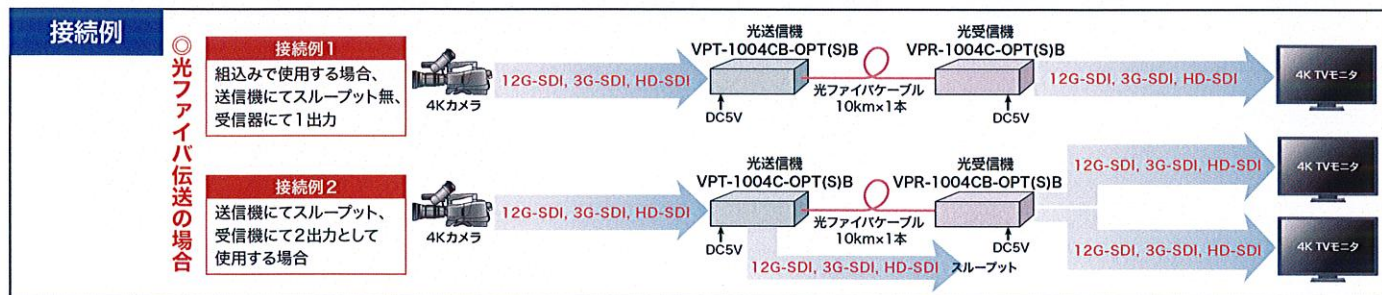 接続例
◎光ファイバ伝送の場合
接続例1
組込みで使用する場合、
送信機にてスループット無、
受信器にて1出力
4Kカメラ
12G-SDI, 3G-SDI, HD-SDI
光送信機
VPT-1004CB-OPT(S)B
DC5V
光ファイバケーブル
10km×1本
光受信機
VPR-1004C-OPT(S)B
DC5V
12G-SDI, 3G-SDI, HD-SDI
4K TVモニタ
接続例2
送信機にてスループット、
受信機にて2出力として
使用する場合
4Kカメラ
12G-SDI, 3G-SDI, HD-SDI
光送信機
VPT-1004C-OPT(S)B
DC5V
光ファイバケーブル
10km×1本
光受信機
VPR-1004CB-OPT(S)B
DC5V
12G-SDI, 3G-SDI, HD-SDI
4K TVモニタ
12G-SDI, 3G-SDI, HD-SDI
4K TVモニタ
12G-SDI, 3G-SDI, HD-SDI スループット